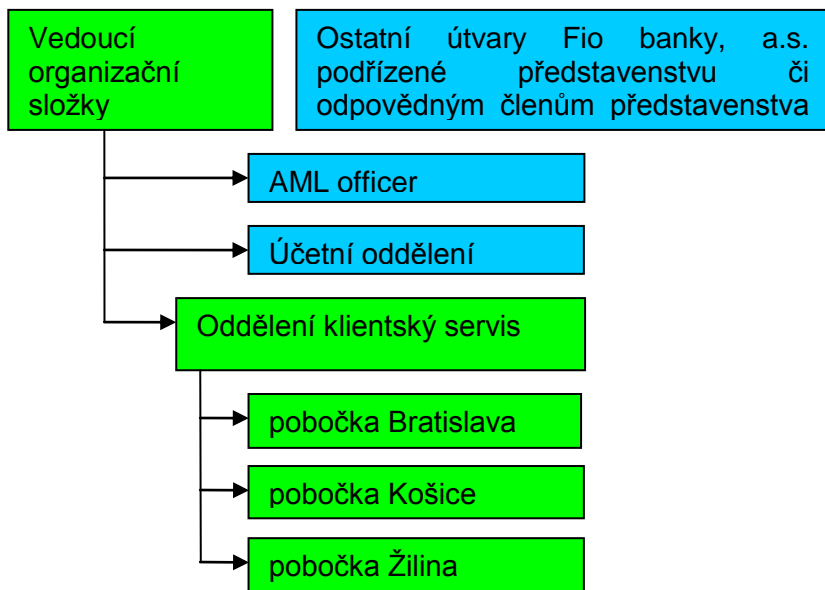 Vedoucí
organizační
složky
Ostatní útvary Fio banky, a.s.
podřízené představenstvu či
odpovědným členům představenstva
AML officer
Účetní oddělení
Oddělení klientský servis
pobočka Bratislava
pobočka Košice
pobočka Žilina